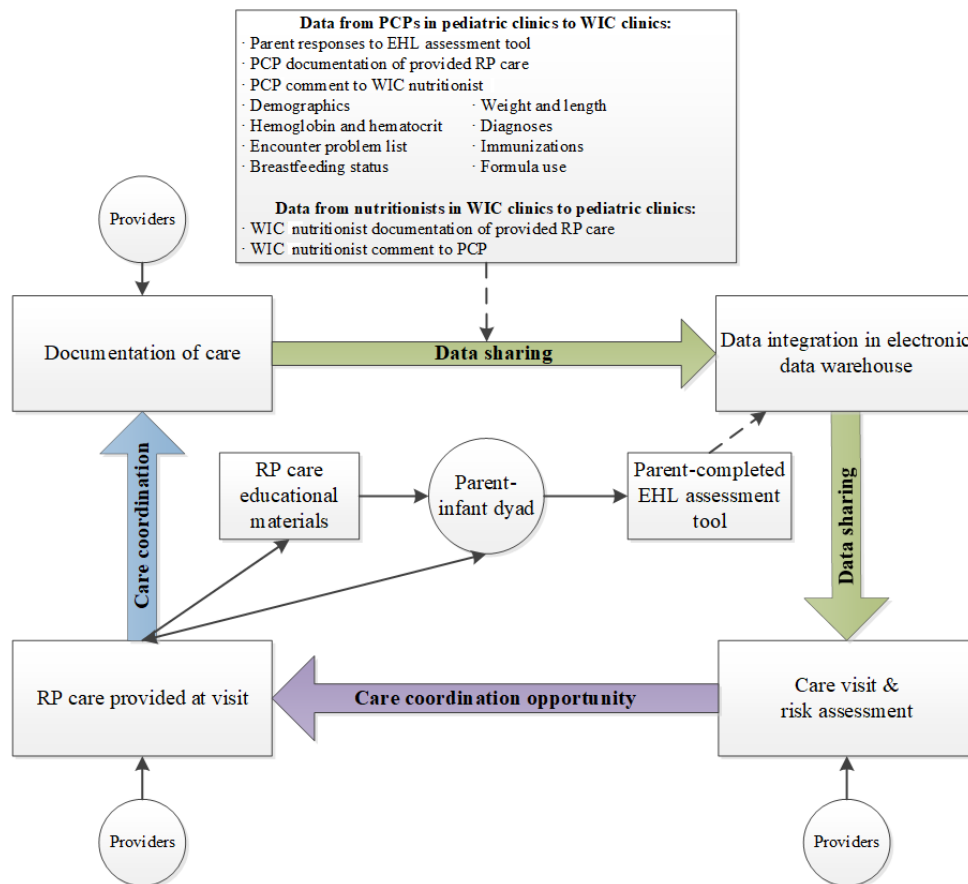 Data from PCPs in pediatric clinics to WIC clinics:
· Parent responses to EHL assessment tool
· PCP documentation of provided RP care
· PCP comment to WIC nutritionist
· Demographics
· Weight and length
· Hemoglobin and hematocrit
· Diagnoses
· Encounter problem list
· Immunizations
· Breastfeeding status
· Formula use
Data from nutritionists in WIC clinics to pediatric clinics:
· WIC nutritionist documentation of provided RP care
· WIC nutritionist comment to PCP
Providers
Documentation of care
Data sharing
Data integration in electronic
data warehouse
Care coordination
RP care
educational
materials
Parent-
infant dyad
Parent-completed
EHL assessment
tool
Data sharing
RP care provided at visit
Care coordination opportunity
Care visit &
risk assessment
Providers
Providers